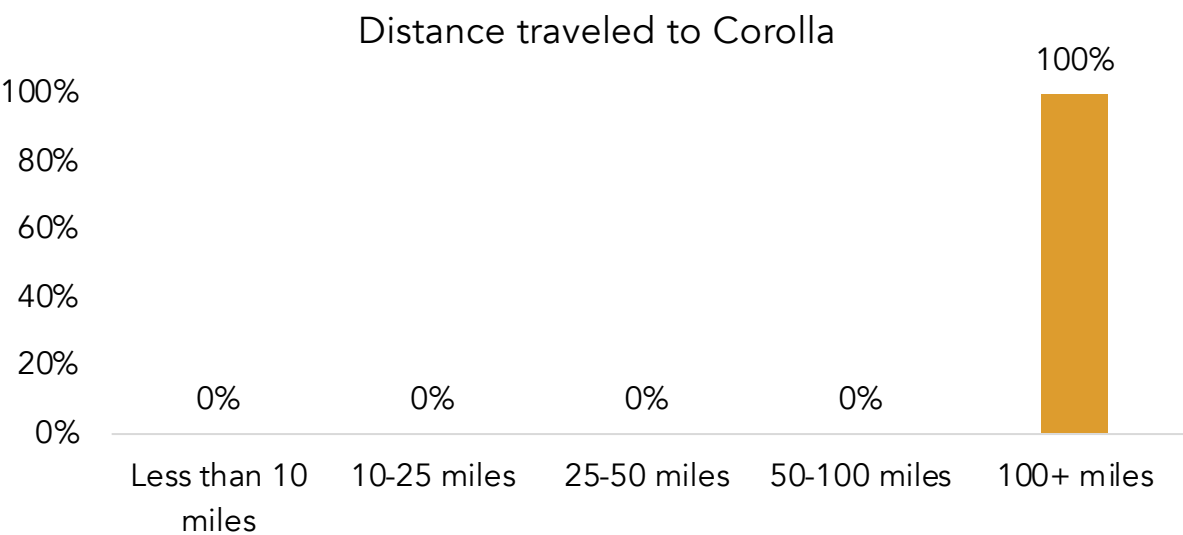 Distance traveled to Corolla
100%
100%
80%
60%
40%
20%
0%
0%
0%
0%
0%
Less than 10
miles
10-25 miles
25-50 miles
50-100 miles
100+ miles